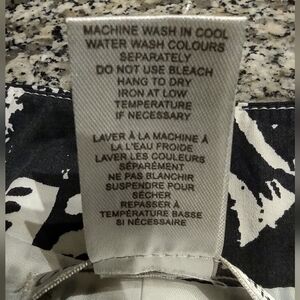 MACHINE WASH IN COOL
WATER WASH COLOURS
SEPARATELY
DO NOT USE BLEACH
HANG TO DRY
IRON AT LOW
TEMPERATURE
IF NECESSARY
LAVER À LA MACHINE À
LA L'EAU FROIDE
LAVER LES COULEURS
SÉPARÉMENT
NE PAS BLANCHIR
SUSPENDRE POUR
SÉCHER
REPASSER À
TEMPÉRATURE BASSE
SI NÉCESSAIRE